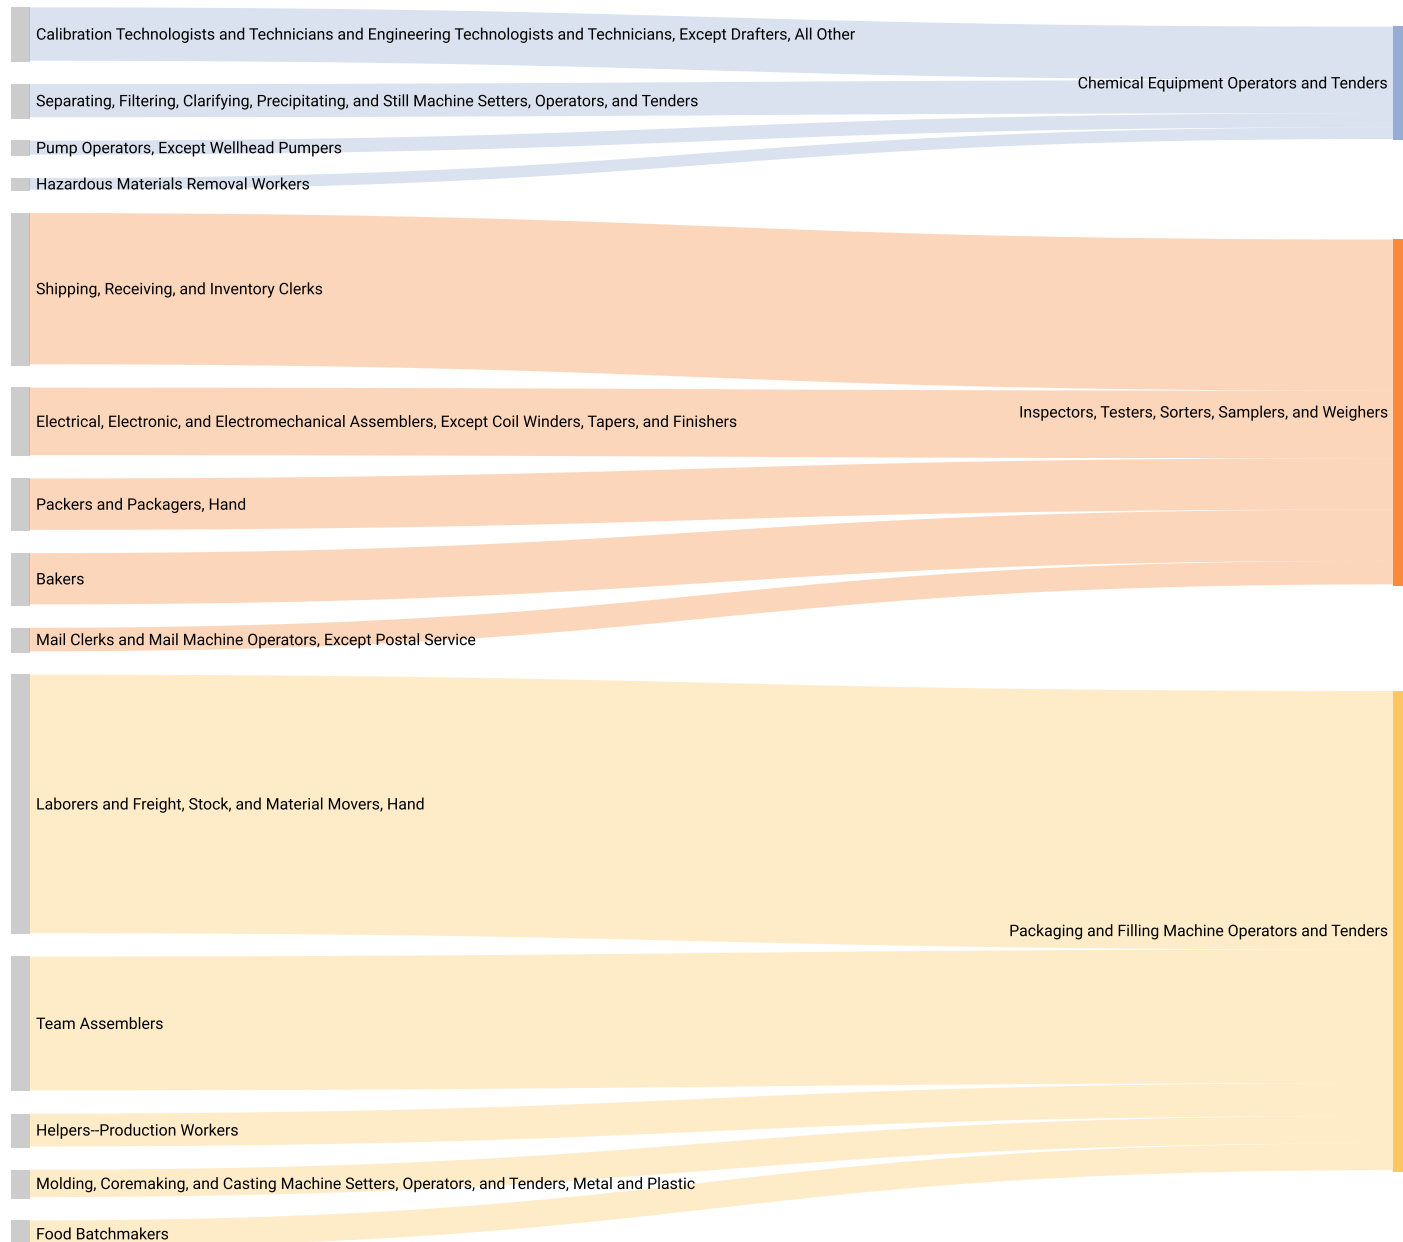 Calibration Technologists and Technicians and Engineering Technologists and Technicians, Except Drafters, All Other
Chemical Equipment Operators and Tenders
Separating, Filtering, Clarifying, Precipitating, and Still Machine Setters, Operators, and Tenders
Pump Operators, Except Wellhead Pumpers
Hazardous Materials Removal Workers
Shipping, Receiving, and Inventory Clerks
Inspectors, Testers, Sorters, Samplers, and Weighers
Electrical, Electronic, and Electromechanical Assemblers, Except Coil Winders, Tapers, and Finishers
Packers and Packagers, Hand
Bakers
Mail Clerks and Mail Machine Operators, Except Postal Service
Laborers and Freight, Stock, and Material Movers, Hand
Packaging and Filling Machine Operators and Tenders
Team Assemblers
Helpers--Production Workers
Molding, Coremaking, and Casting Machine Setters, Operators, and Tenders, Metal and Plastic
Food Batchmakers